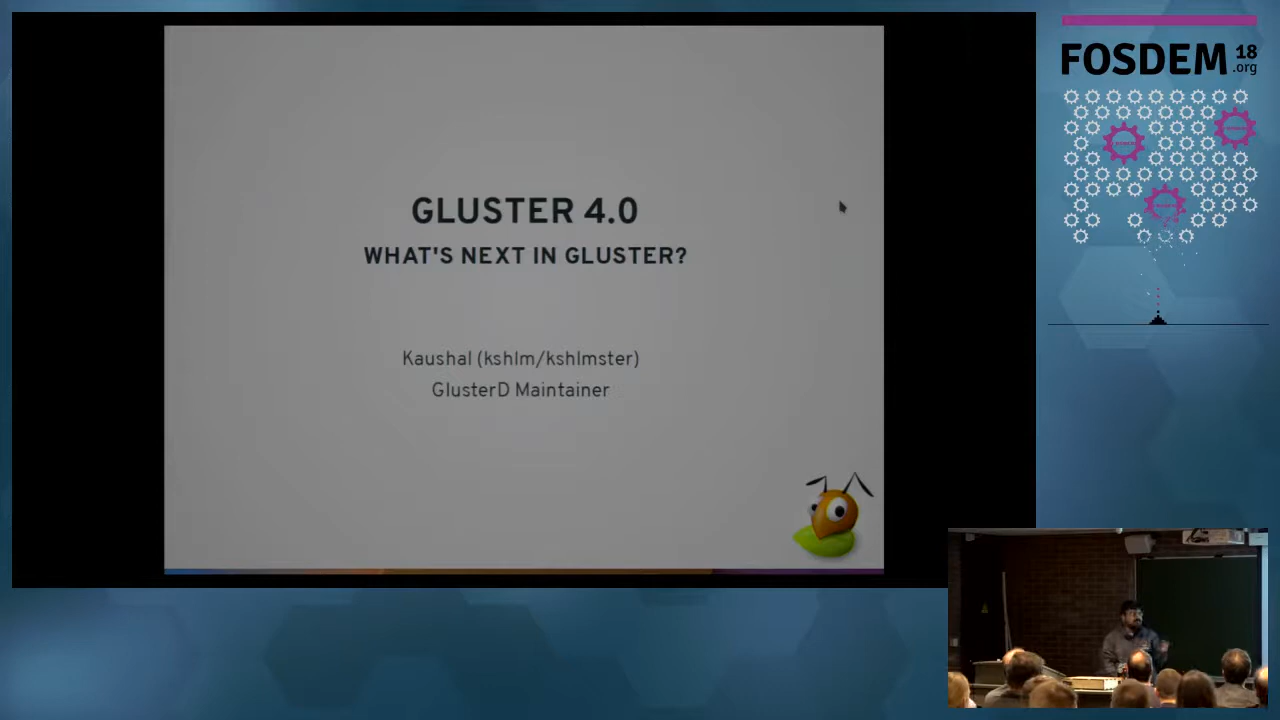 GLUSTER 4.0
WHAT'S NEXT IN GLUSTER?
Kaushal (kshlm/kshlmster)
GlusterD Maintainer
FOSDEM 18
.org